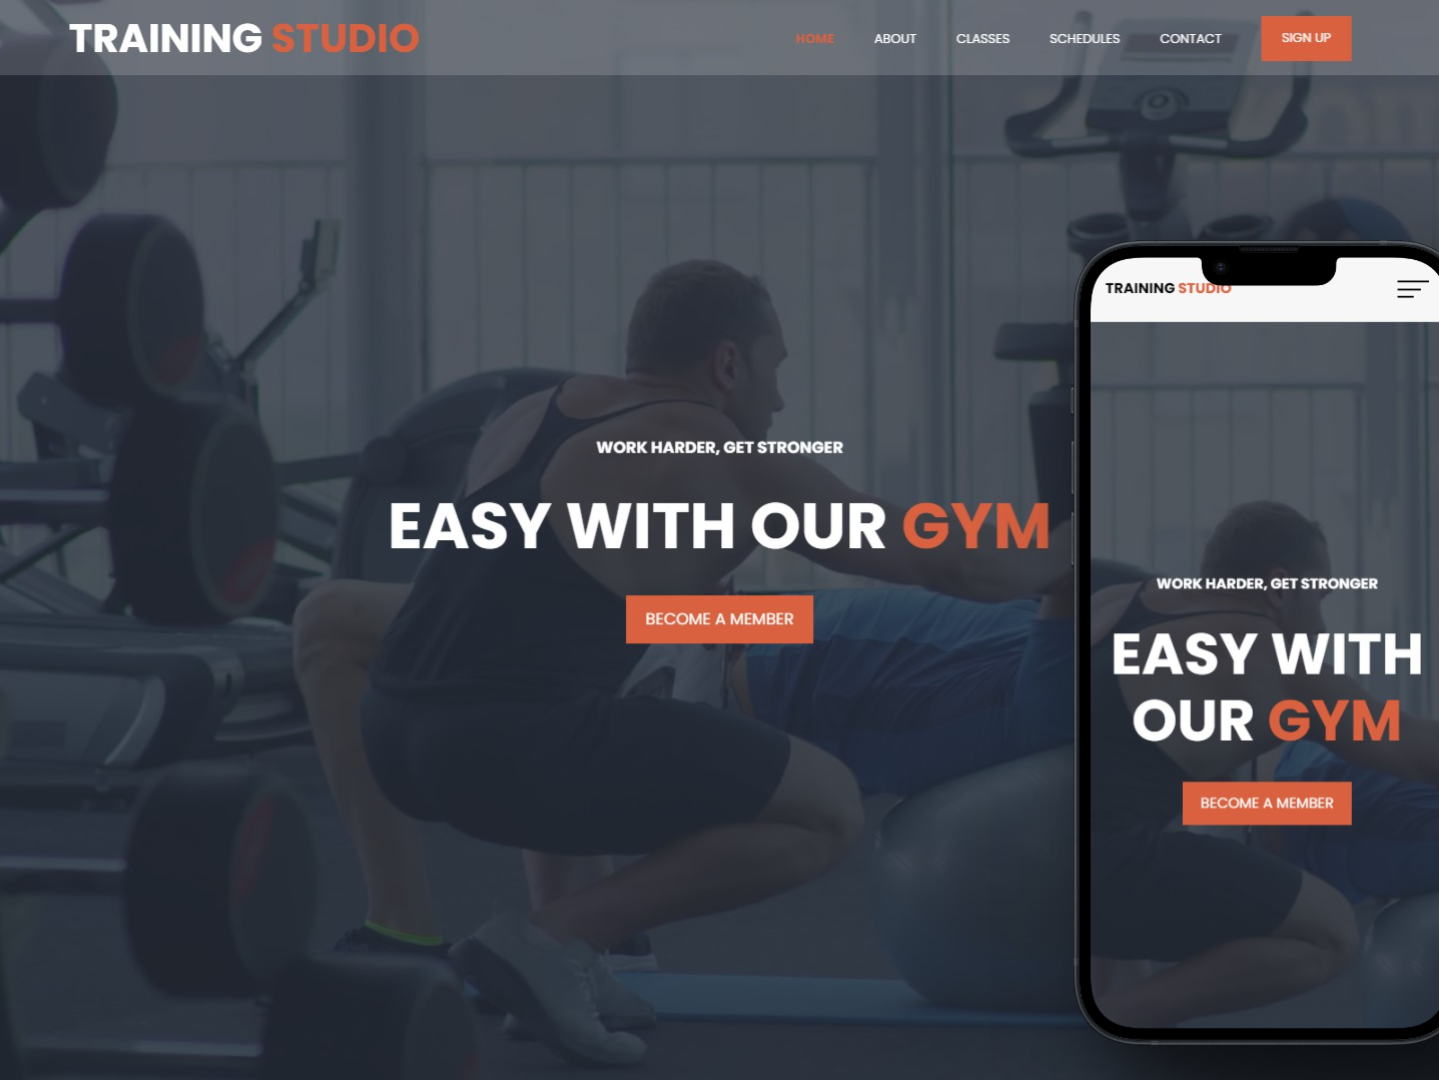 TRAINING STUDIO
HOME ABOUT CLASSES SCHEDULES CONTACT SIGN UP
WORK HARDER, GET STRONGER
EASY WITH OUR GYM
BECOME A MEMBER
TRAINING STUDIO
WORK HARDER, GET STRONGER
EASY WITH
OUR GYM
BECOME A MEMBER